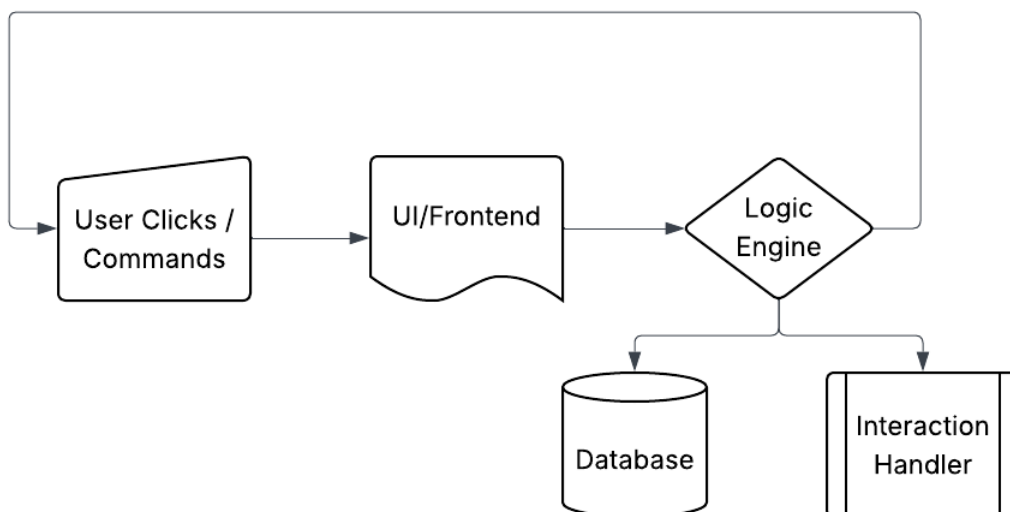 User Clicks /
Commands
UI/Frontend
Logic
Engine
Database
Interaction
Handler